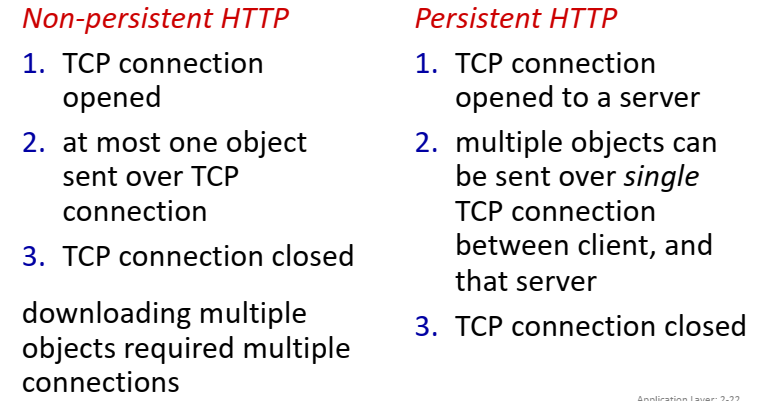 Non-persistent HTTP
1. TCP connection
opened
2. at most one object
sent over TCP
connection
3. TCP connection closed
downloading multiple
objects required multiple
connections
Persistent HTTP
1. TCP connection
opened to a server
2. multiple objects can
be sent over single
TCP connection
between client, and
that server
3. TCP connection closed
Application Layer: 2-22